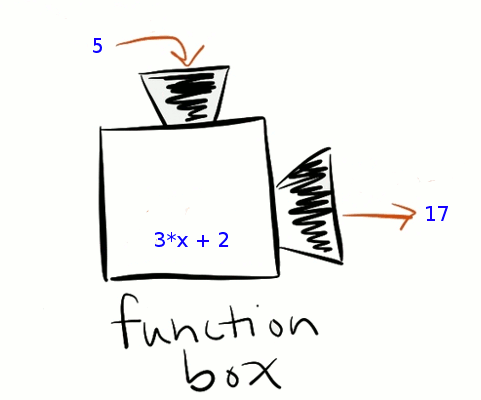 5
17
3*x + 2
function
box